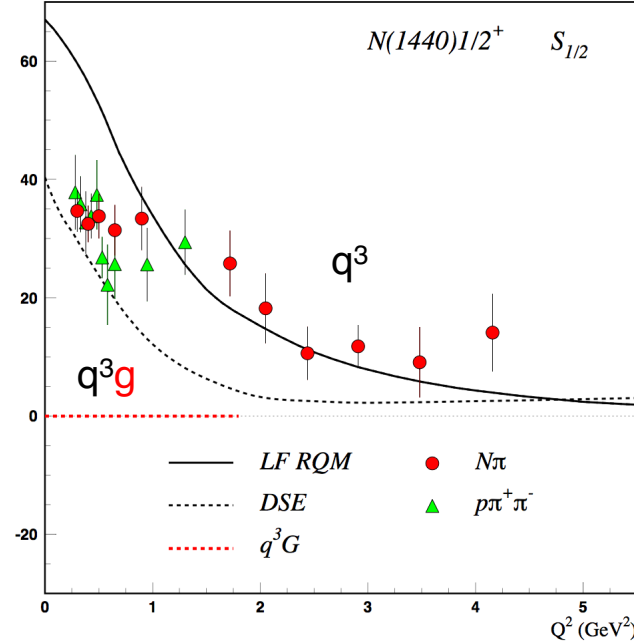 N(1440)1/2⁺ S₁/₂
60
40
20
0
-20
q³
q³g
LF RQM
Nπ
DSE
pπ⁺π⁻
q³G
0
1
2
3
4
5
Q² (GeV²)